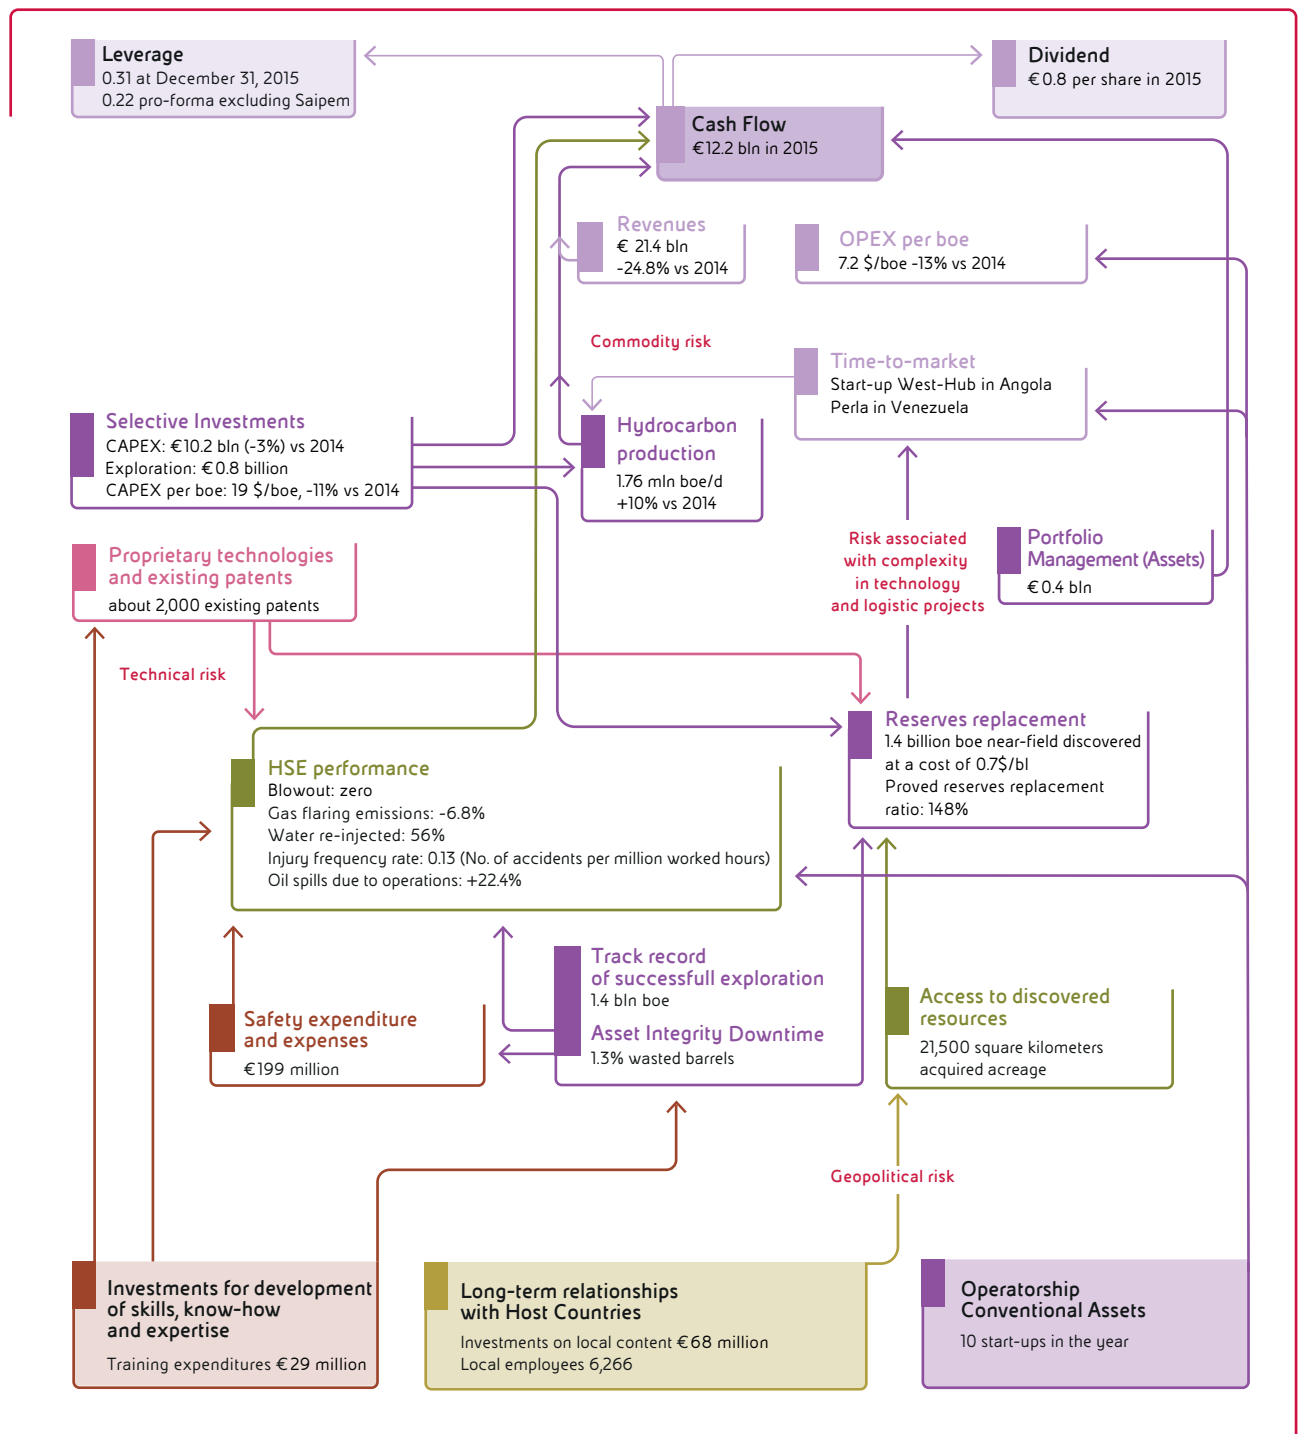 Leverage
0.31 at December 31, 2015
0.22 pro-forma excluding Saipem
Dividend
€0.8 per share in 2015
Cash Flow
€12.2 bln in 2015
Revenues
€ 21.4 bln
-24.8% vs 2014
OPEX per boe
7.2 $/boe -13% vs 2014
Commodity risk
Time-to-market
Start-up West-Hub in Angola
Perla in Venezuela
Selective Investments
CAPEX: €10.2 bln (-3%) vs 2014
Exploration: €0.8 billion
CAPEX per boe: 19 $/boe, -11% vs 2014
Hydrocarbon
production
1.76 mln boe/d
+10% vs 2014
Risk associated
with complexity
in technology
and logistic projects
Portfolio
Management (Assets)
€0.4 bln
Proprietary technologies
and existing patents
about 2,000 existing patents
Technical risk
Reserves replacement
1.4 billion boe near-field discovered
at a cost of 0.7$/bl
Proved reserves replacement
ratio: 148%
HSE performance
Blowout: zero
Gas flaring emissions: -6.8%
Water re-injected: 56%
Injury frequency rate: 0.13 (No. of accidents per million worked hours)
Oil spills due to operations: +22.4%
Track record
of successfull exploration
1.4 bln boe
Asset Integrity Downtime
1.3% wasted barrels
Access to discovered
resources
21,500 square kilometers
acquired acreage
Safety expenditure
and expenses
€199 million
Geopolitical risk
Investments for development
of skills, know-how
and expertise
Training expenditures €29 million
Long-term relationships
with Host Countries
Investments on local content €68 million
Local employees 6,266
Operatorship
Conventional Assets
10 start-ups in the year